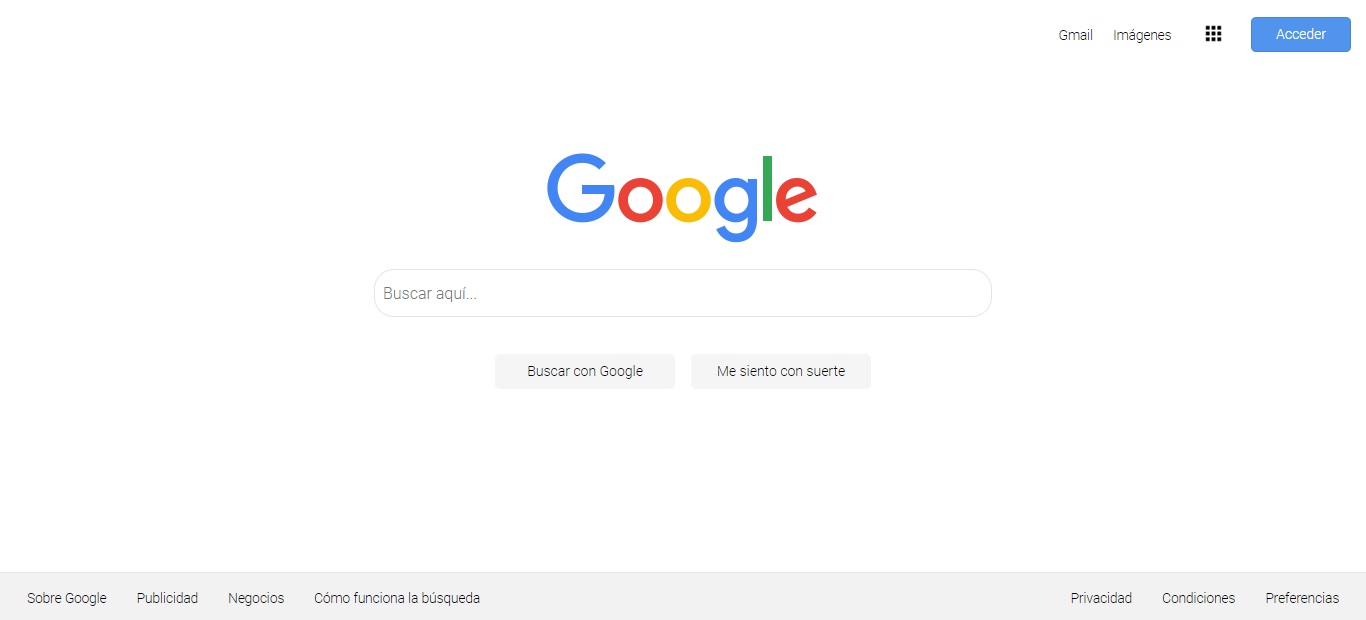 Gmail Imágenes Acceder
Google
Buscar aquí...
Buscar con Google Me siento con suerte
Sobre Google Publicidad Negocios Cómo funciona la búsqueda Privacidad Condiciones Preferencias